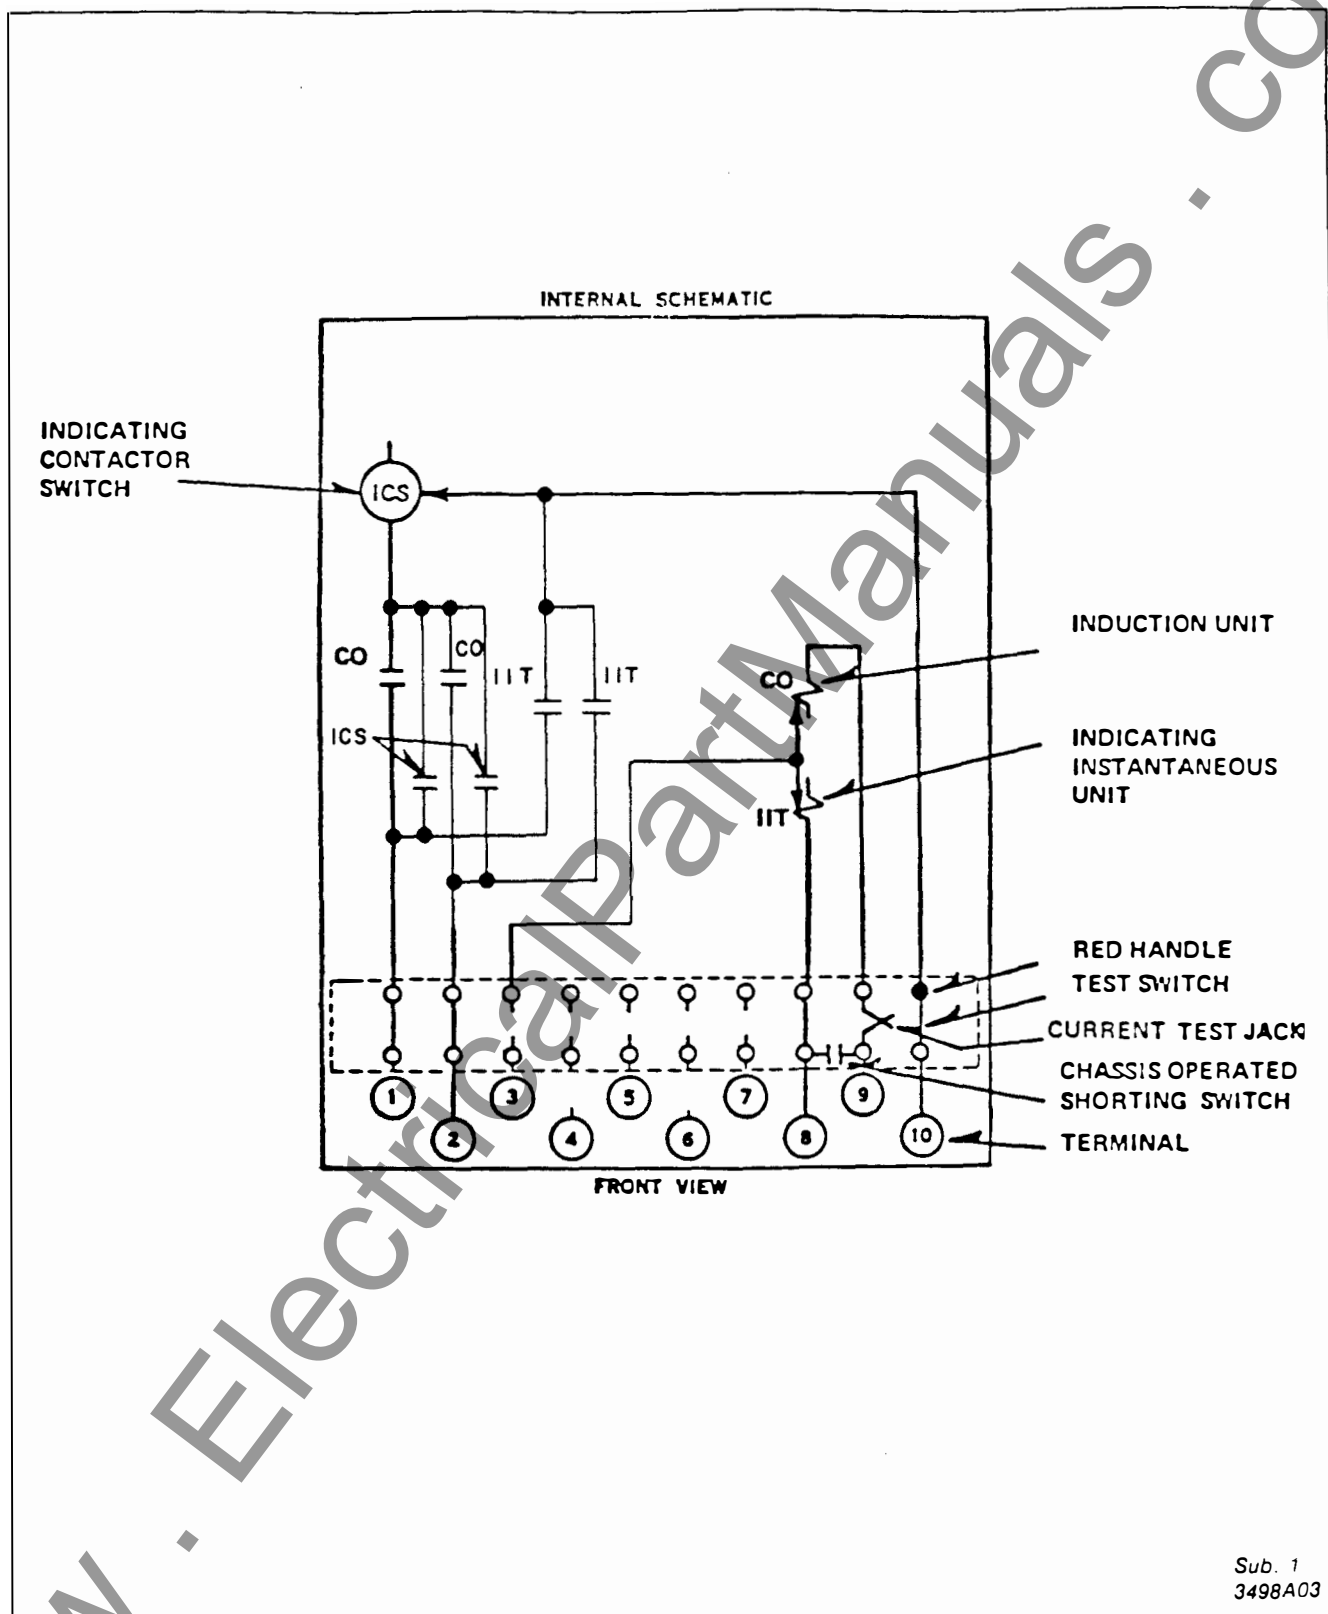 INTERNAL SCHEMATIC
INDICATING
CONTACTOR
SWITCH
ICS
CO
CO
IIT
IIT
ICS
CO
IIT
INDUCTION UNIT
INDICATING
INSTANTANEOUS
UNIT
RED HANDLE
TEST SWITCH
CURRENT TEST JACK
CHASSIS OPERATED
SHORTING SWITCH
TERMINAL
1
3
5
7
9
2
4
6
8
10
FRONT VIEW
Sub. 1
3498A03
w . ElectricalPartManuals . co